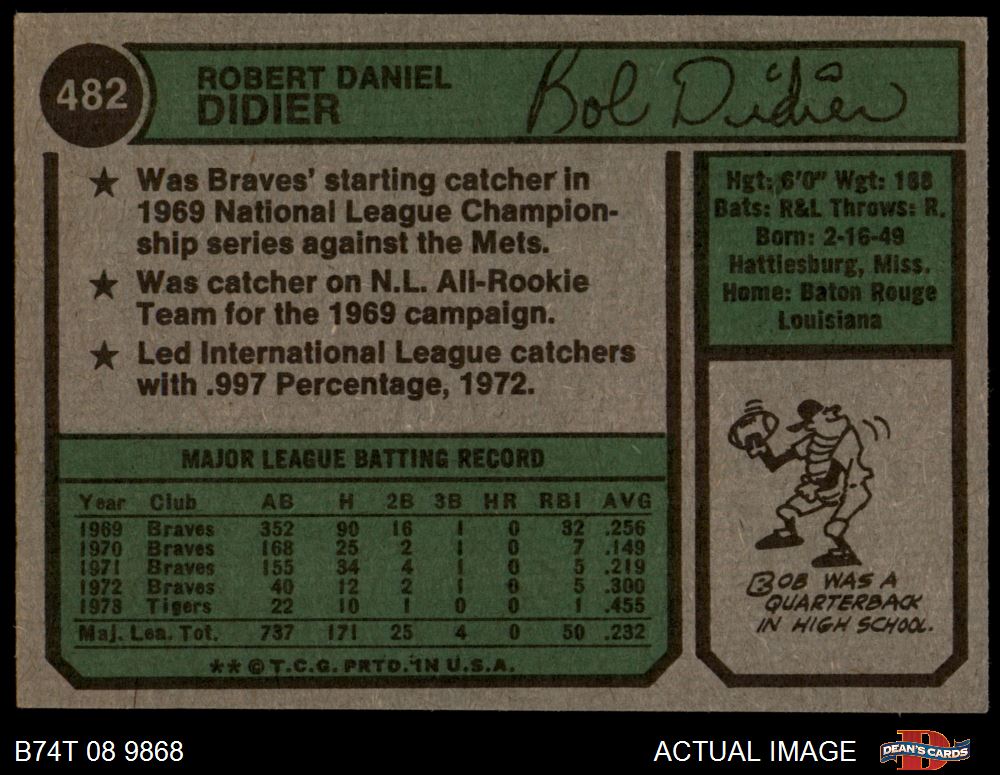 482
ROBERT DANIEL
DIDIER
Bob Didier
★ Was Braves' starting catcher in
1969 National League Champion-
ship series against the Mets.
★ Was catcher on N.L. All-Rookie
Team for the 1969 campaign.
★ Led International League catchers
with .997 Percentage, 1972.
Hgt: 6'0" Wgt: 188
Bats: R&L Throws: R.
Born: 2-16-49
Hattiesburg, Miss.
Home: Baton Rouge
Louisiana
MAJOR LEAGUE BATTING RECORD
Year Club AB H 2B 3B HR RBI AVG
1969 Braves 352 90 16 1 0 32 .256
1970 Braves 168 25 2 1 0 7 .149
1971 Braves 155 34 4 1 0 5 .219
1972 Braves 40 12 2 1 0 5 .300
1973 Tigers 22 10 1 0 0 1 .455
Maj. Lea. Tot. 737 171 25 4 0 50 .232
** © T.C.G. PRTD. IN U.S.A.
BOB WAS A
QUARTERBACK
IN HIGH SCHOOL.
B74T 08 9868
ACTUAL IMAGE
DEAN'S CARDS